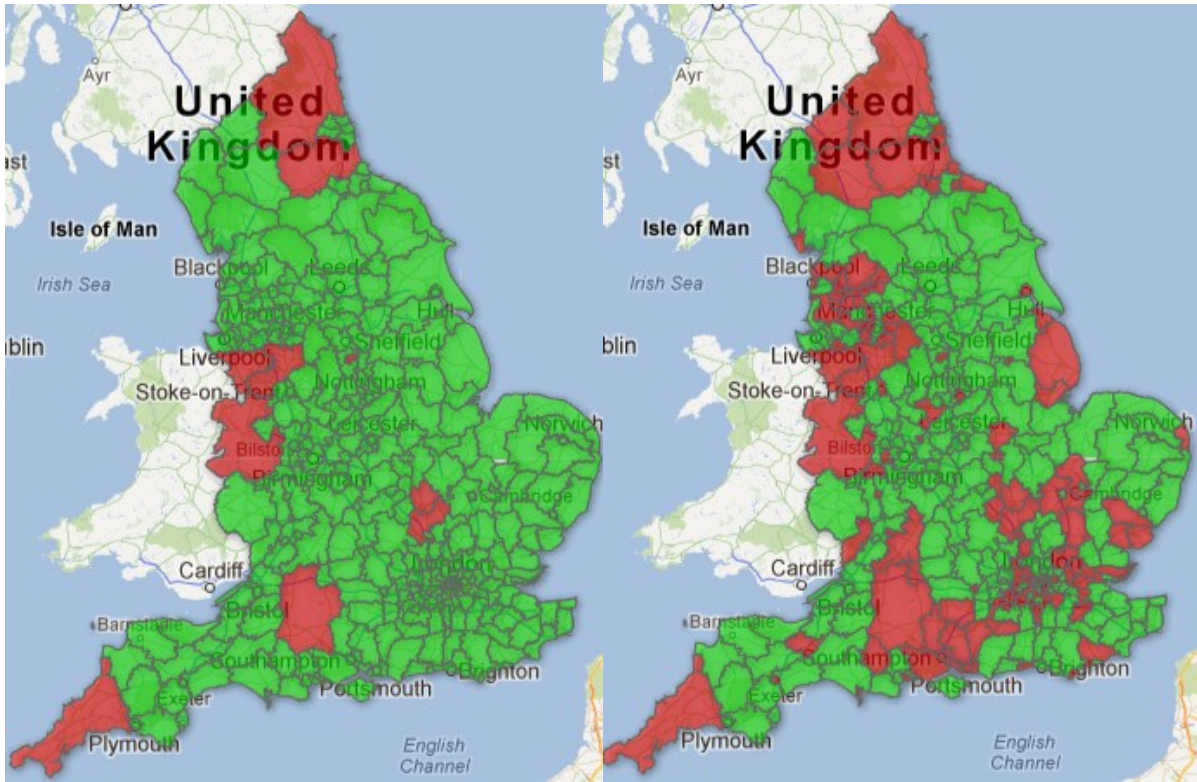 Ayr
United
Kingdom
ast
Isle of Man
Blackpool
Leeds
Irish Sea
Hull
Manchester
blin
Sheffield
Liverpool
Stoke-on-Trent
Nottingham
Norwich
Leicester
Bilston
Birmingham
Cambridge
London
Cardiff
Bristol
Barnstaple
Southampton
Brighton
Exeter
Portsmouth
Plymouth
English
Channel
Ayr
United
Kingdom
st
Isle of Man
Blackpool
Leeds
Irish Sea
Hull
Manchester
blin
Sheffield
Liverpool
Stoke-on-Trent
Nottingham
Norwich
Leicester
Bilston
Birmingham
Cambridge
London
Cardiff
Bristol
Barnstaple
Southampton
Brighton
Exeter
Portsmouth
Plymouth
English
Channel